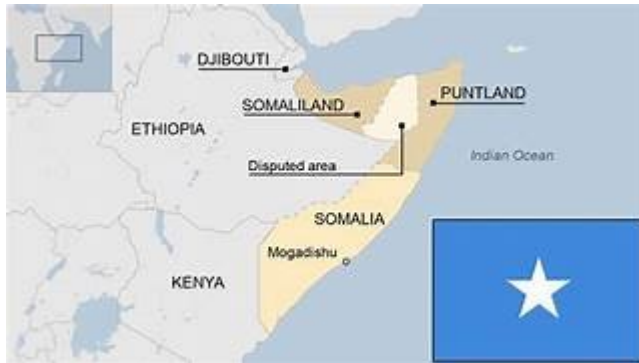 DJIBOUTI
SOMALILAND
PUNTLAND
ETHIOPIA
Disputed area
Indian Ocean
SOMALIA
Mogadishu
KENYA